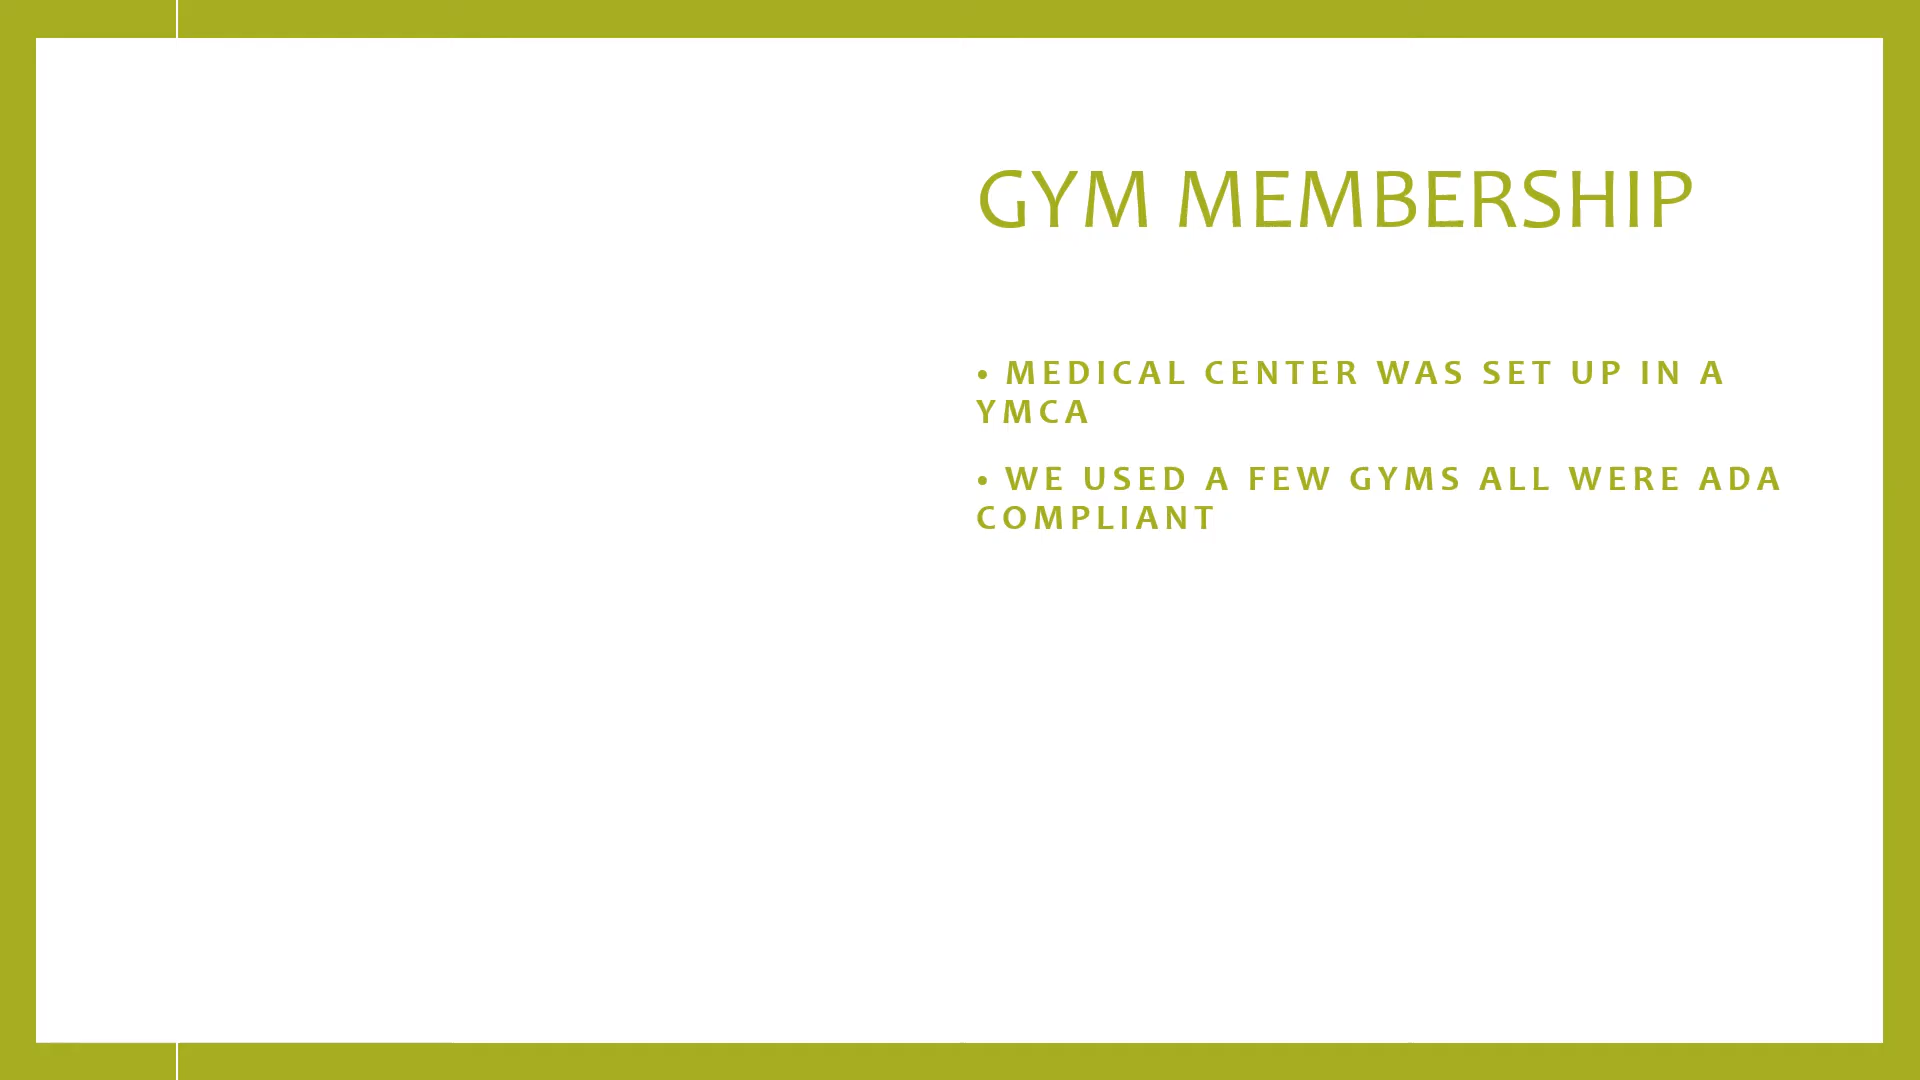 GYM MEMBERSHIP
• MEDICAL CENTER WAS SET UP IN A
YMCA
• WE USED A FEW GYMS ALL WERE ADA
COMPLIANT